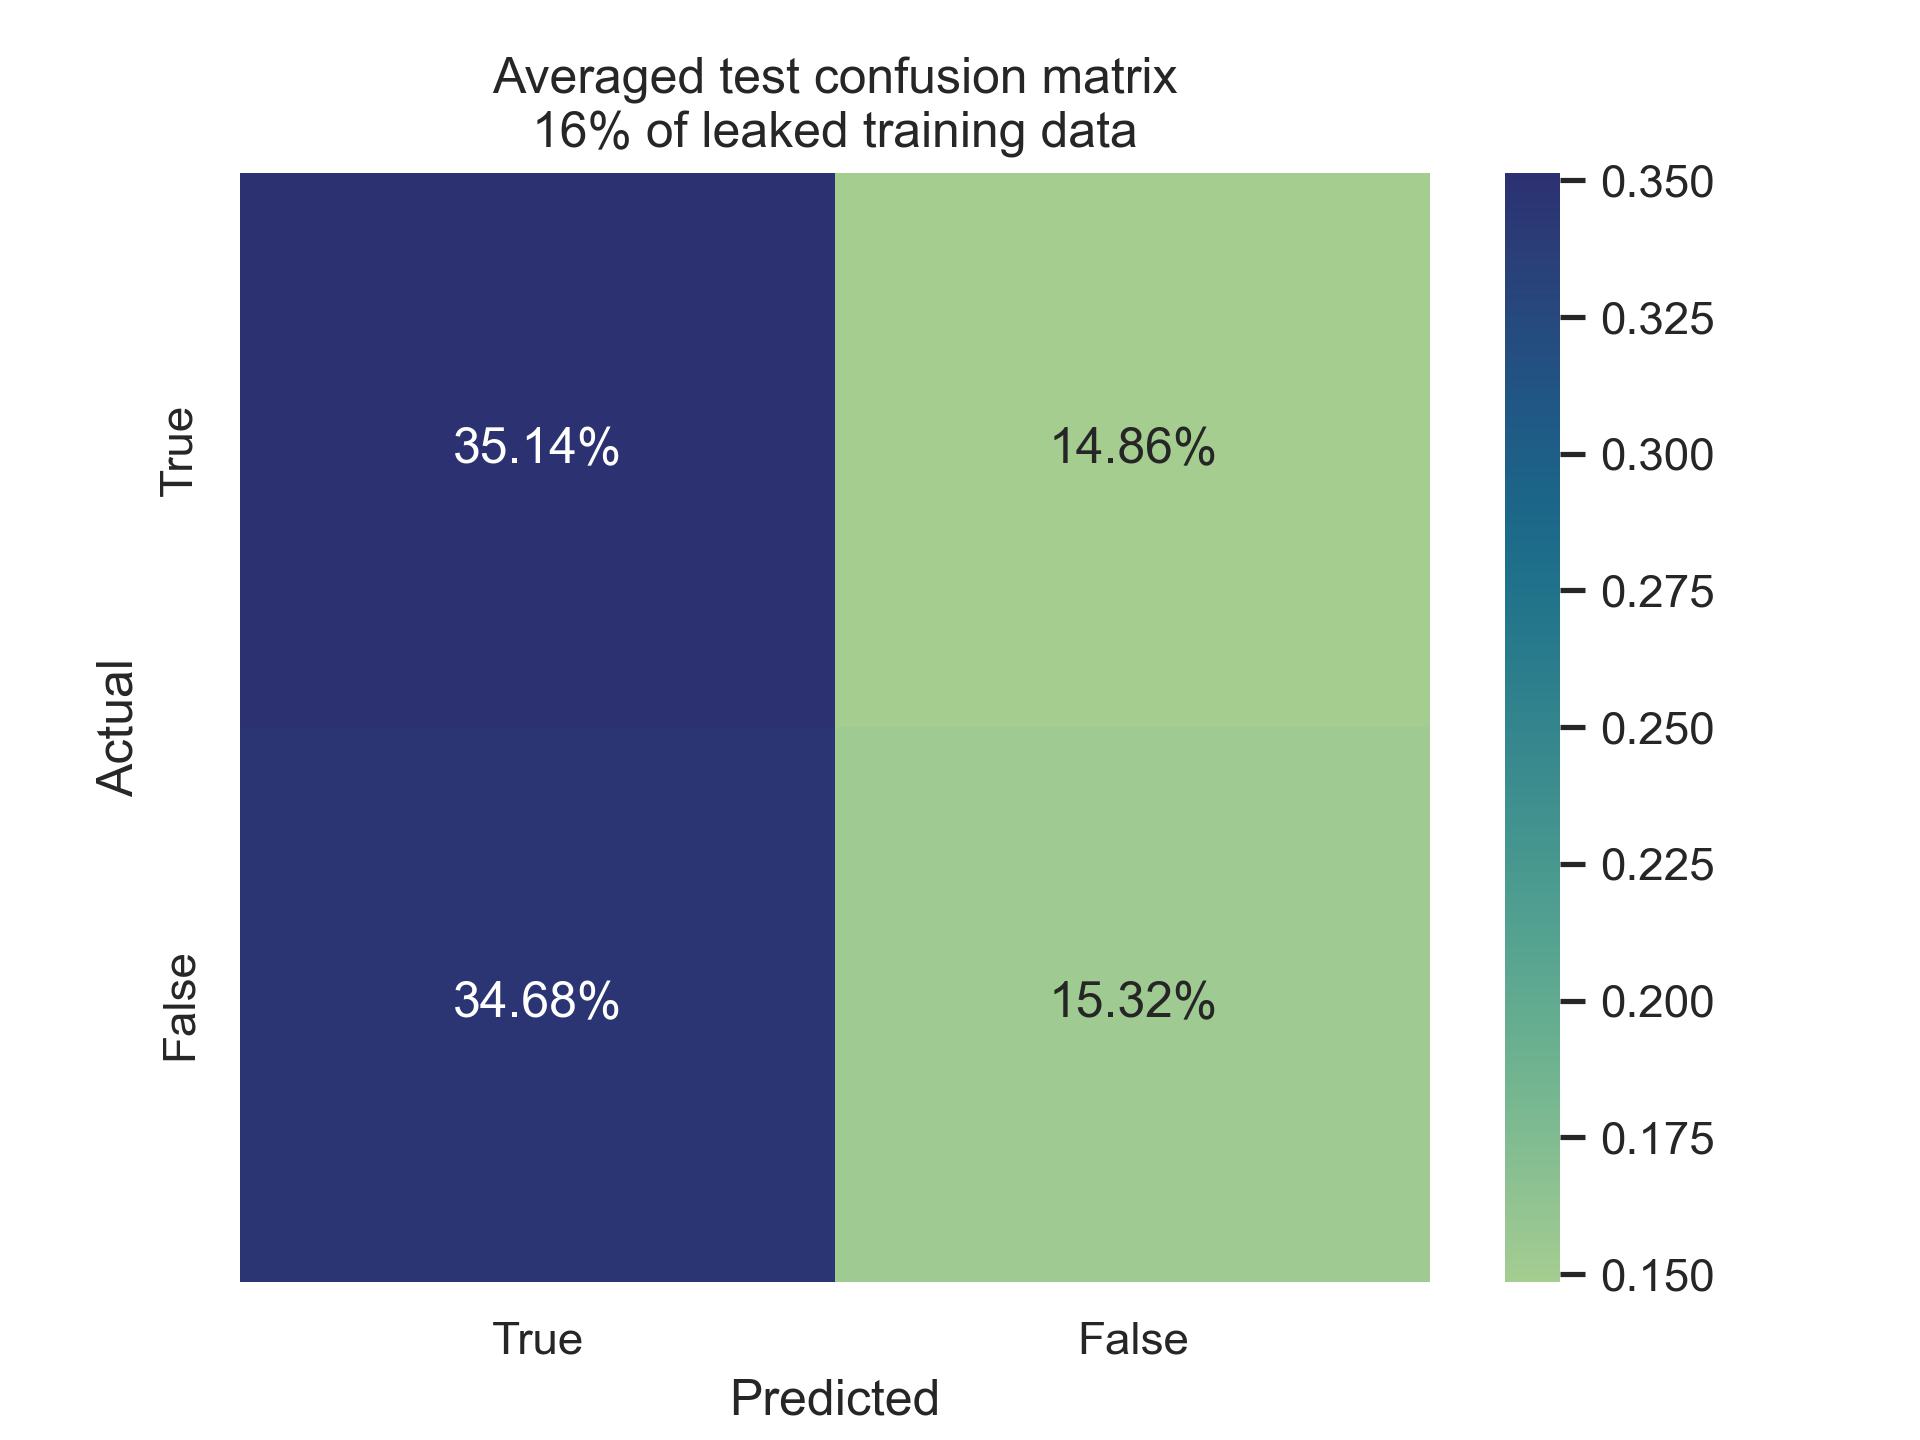 Averaged test confusion matrix
16% of leaked training data
Actual
True
35.14%
14.86%
False
34.68%
15.32%
True
False
Predicted
0.350
0.325
0.300
0.275
0.250
0.225
0.200
0.175
0.150